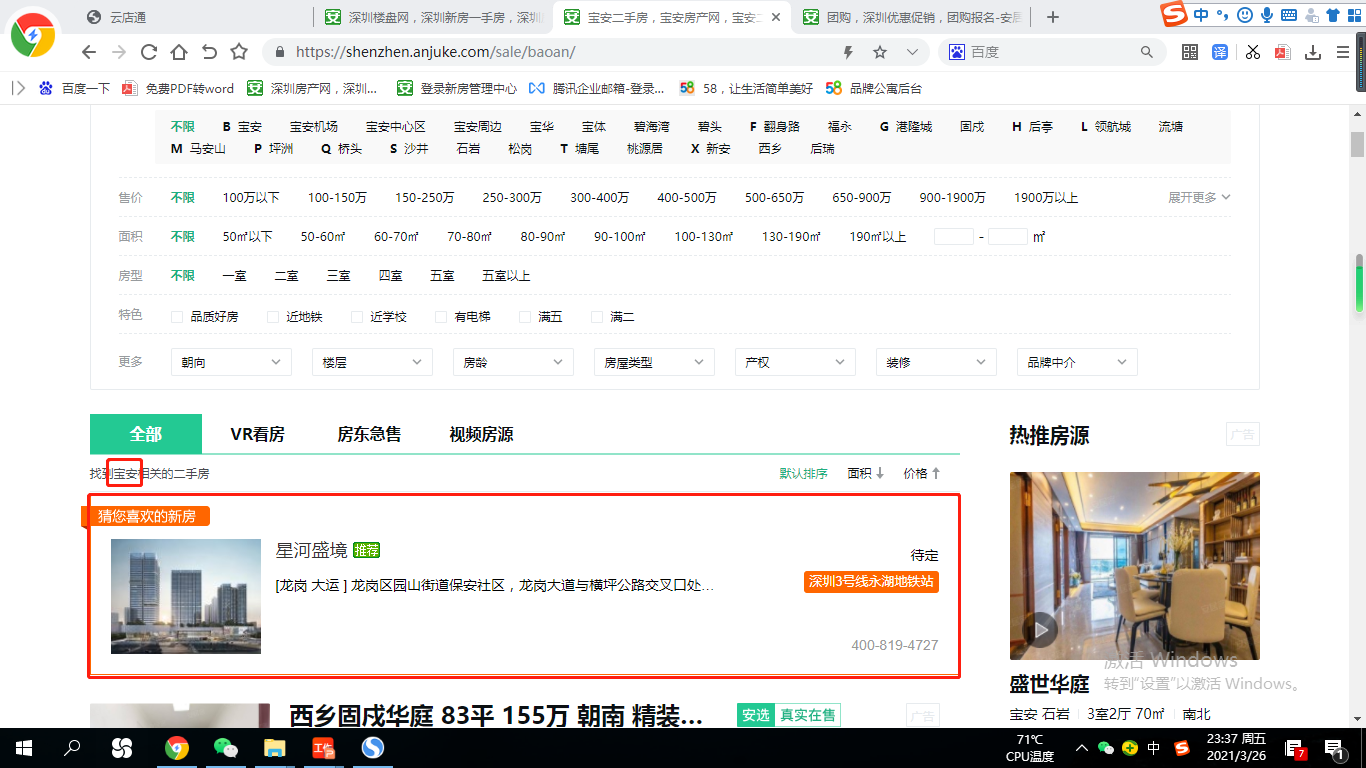 云店通
深圳楼盘网，深圳新房一手房，深圳
宝安二手房，宝安房产网，宝安二
团购，深圳优惠促销，团购报名-安居
中
https://shenzhen.anjuke.com/sale/baoan/
百度
译
百度一下
免费PDF转word
深圳房产网，深圳...
登录新房管理中心
腾讯企业邮箱-登录...
58，让生活简单美好
品牌公寓后台
不限 B 宝安 宝安机场 宝安中心区 宝安周边 宝华 宝体 碧海湾 碧头 F 翻身路 福永 G 港隆城 固戍 H 后亭 L 领航城 流塘
M 马安山 P 坪洲 Q 桥头 S 沙井 石岩 松岗 T 塘尾 桃源居 X 新安 西乡 后瑞
售价 不限 100万以下 100-150万 150-250万 250-300万 300-400万 400-500万 500-650万 650-900万 900-1900万 1900万以上 展开更多
面积 不限 50㎡以下 50-60㎡ 60-70㎡ 70-80㎡ 80-90㎡ 90-100㎡ 100-130㎡ 130-190㎡ 190㎡以上 - ㎡
房型 不限 一室 二室 三室 四室 五室 五室以上
特色 品质好房 近地铁 近学校 有电梯 满五 满二
更多 朝向 楼层 房龄 房屋类型 产权 装修 品牌中介
全部 VR看房 房东急售 视频房源
找到宝安相关的二手房
默认排序 面积 价格
猜您喜欢的新房
星河盛境 推荐
[龙岗 大运 ] 龙岗区园山街道保安社区，龙岗大道与横坪公路交叉口处...
待定
深圳3号线永湖地铁站
400-819-4727
西乡固戍华庭 83平 155万 朝南 精装...
安选 真实在售
广告
热推房源
广告
盛世华庭
宝安 石岩 3室2厅 70㎡ 南北
激活 Windows
转到"设置"以激活 Windows。
71℃
CPU温度
中
23:37 周五
2021/3/26
7
1